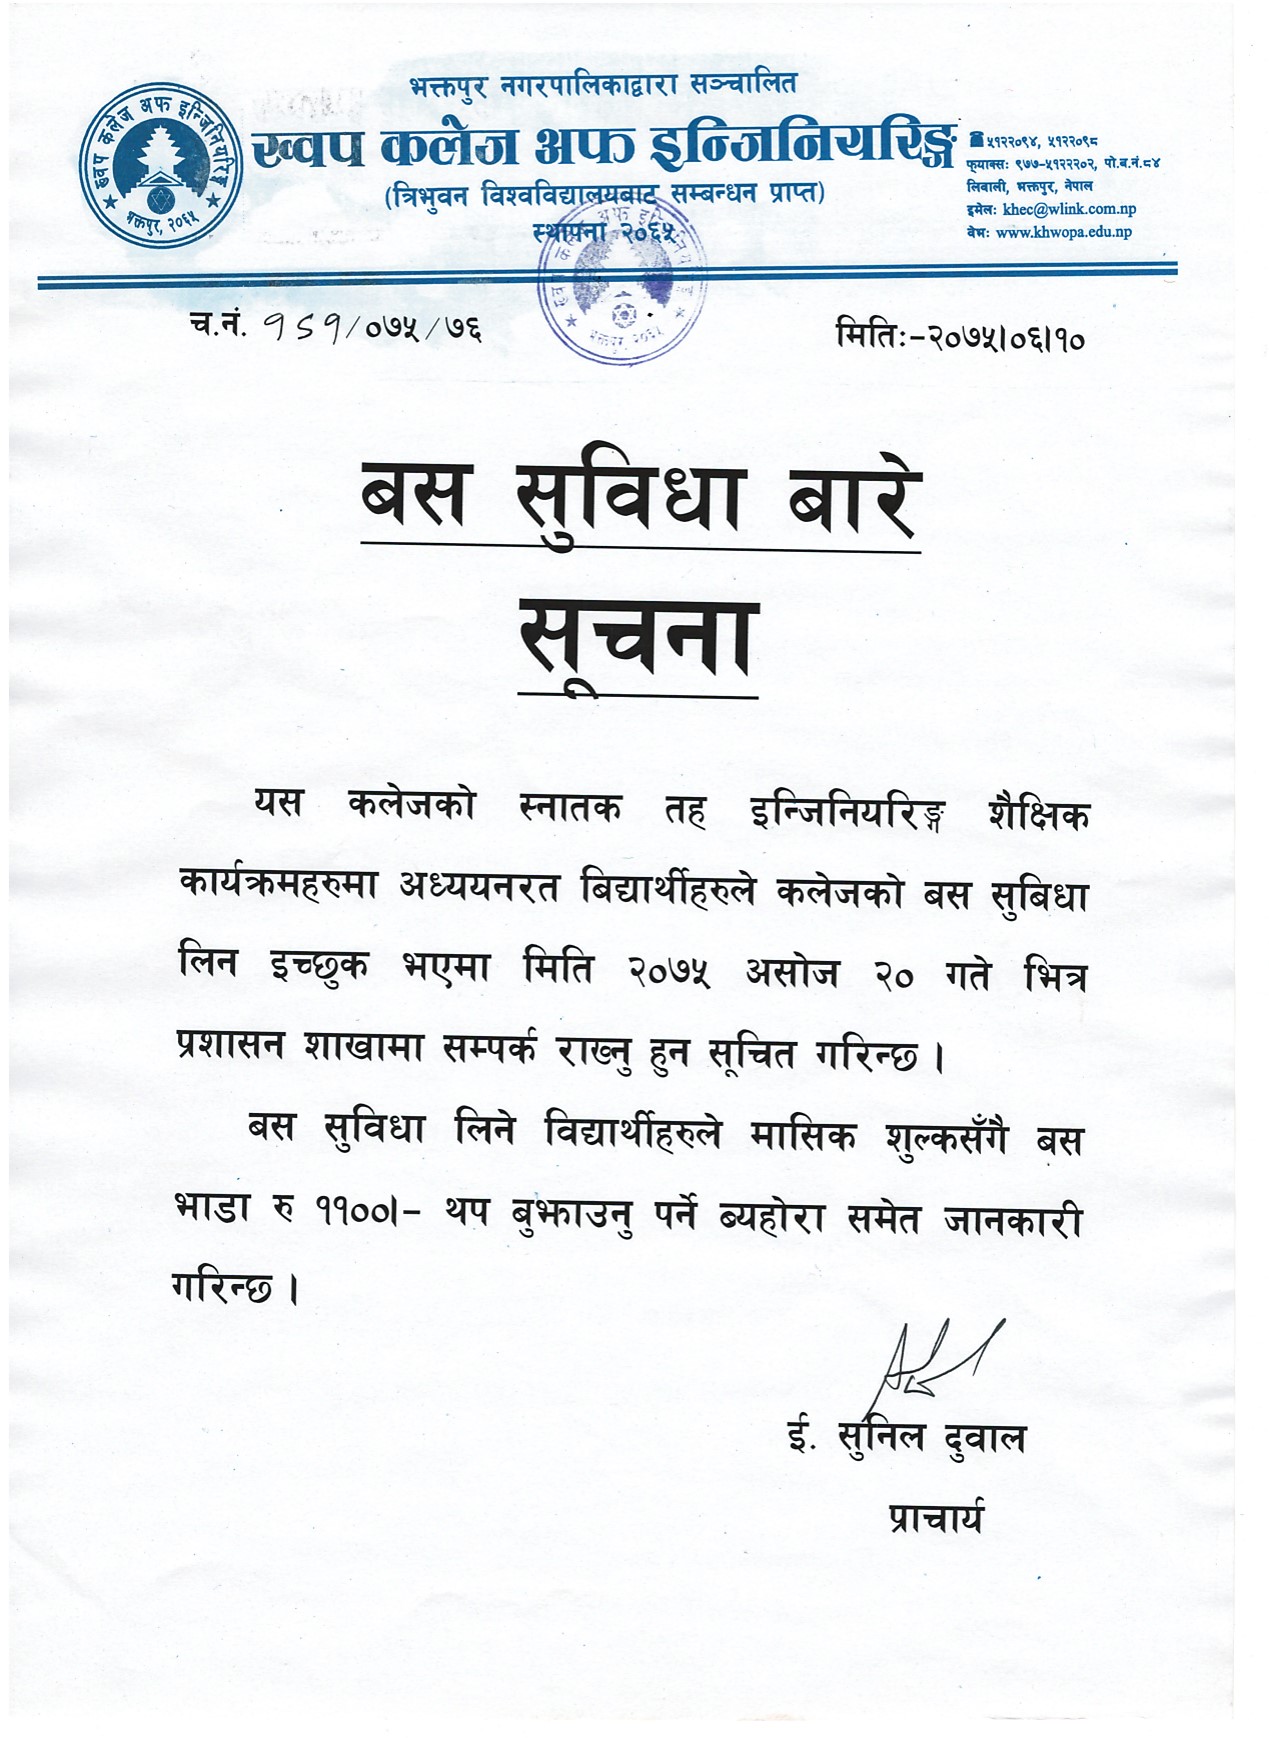 भक्तपुर नगरपालिकाद्वारा सञ्चालित
ख्वप कलेज अफ इन्जिनियरिङ्ग
(त्रिभुवन विश्वविद्यालयबाट सम्बन्धन प्राप्त)
स्थापना २०६५
ख्वप कलेज अफ इन्जिनियरिङ्ग
भक्तपुर, २०६५
☎ ५१२२०९४, ५१२२०९८
फ्याक्सः ९७७-५१२२२०२, पो.ब.नं.८४
लिबाली, भक्तपुर, नेपाल
इमेलः khec@wlink.com.np
वेभः www.khwopa.edu.np
च.नं. १५१/०७५/७६
मितिः-२०७५।०६।१०
बस सुविधा बारे
सूचना
यस कलेजको स्नातक तह इन्जिनियरिङ्ग शैक्षिक
कार्यक्रमहरुमा अध्ययनरत बिद्यार्थीहरुले कलेजको बस सुबिधा
लिन इच्छुक भएमा मिति २०७५ असोज २० गते भित्र
प्रशासन शाखामा सम्पर्क राख्नु हुन सूचित गरिन्छ ।
बस सुविधा लिने विद्यार्थीहरुले मासिक शुल्कसँगै बस
भाडा रु ११००।- थप बुझाउनु पर्ने ब्यहोरा समेत जानकारी
गरिन्छ ।
ई. सुनिल दुवाल
प्राचार्य